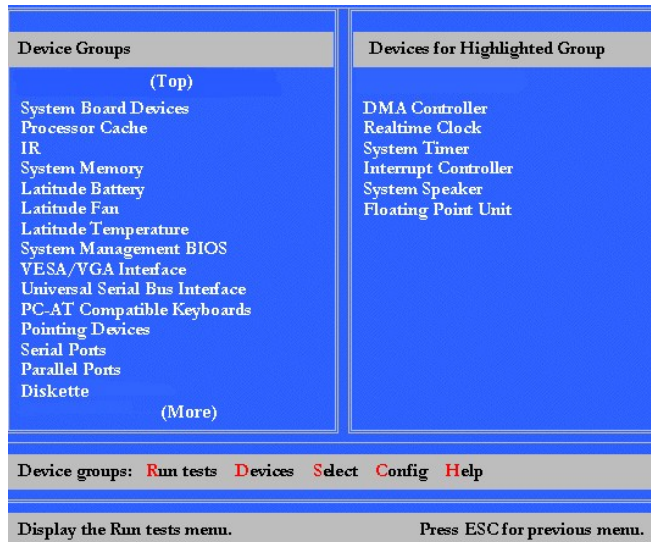 Device Groups
(Top)
System Board Devices
Processor Cache
IR
System Memory
Latitude Battery
Latitude Fan
Latitude Temperature
System Management BIOS
VESA/VGA Interface
Universal Serial Bus Interface
PC-AT Compatible Keyboards
Pointing Devices
Serial Ports
Parallel Ports
Diskette
(More)
Devices for Highlighted Group
DMA Controller
Realtime Clock
System Timer
Interrupt Controller
System Speaker
Floating Point Unit
Device groups: Run tests Devices Select Config Help
Display the Run tests menu. Press ESC for previous menu.